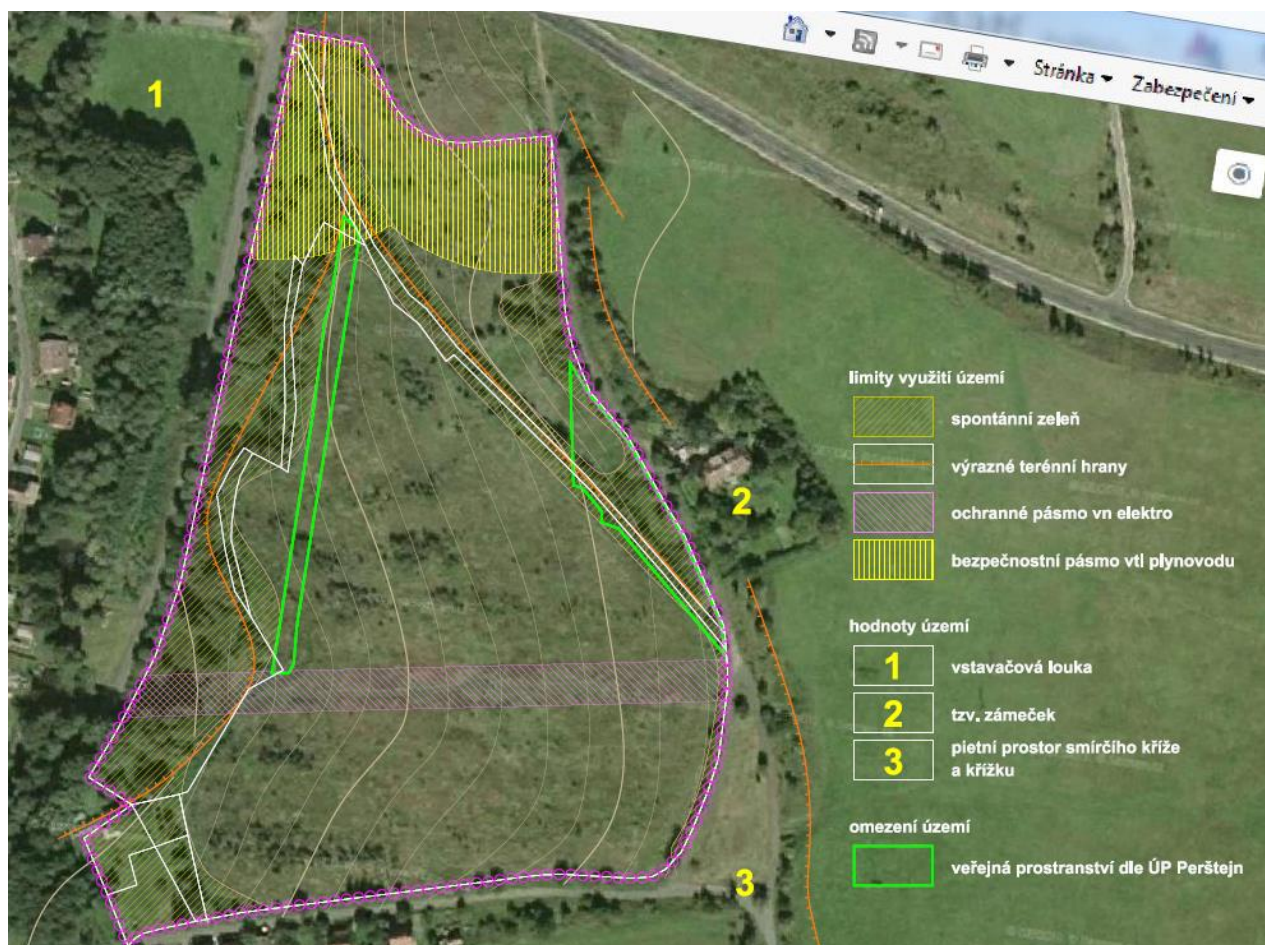 Stránka
Zabezpečení
1
limity využití území
spontánní zeleň
výrazné terénní hrany
ochranné pásmo vn elektro
bezpečnostní pásmo vtl plynovodu
2
hodnoty území
1 vstavačová louka
2 tzv. zámeček
3 pietní prostor smírčího kříže
a křížku
omezení území
veřejná prostranství dle ÚP Perštejn
3